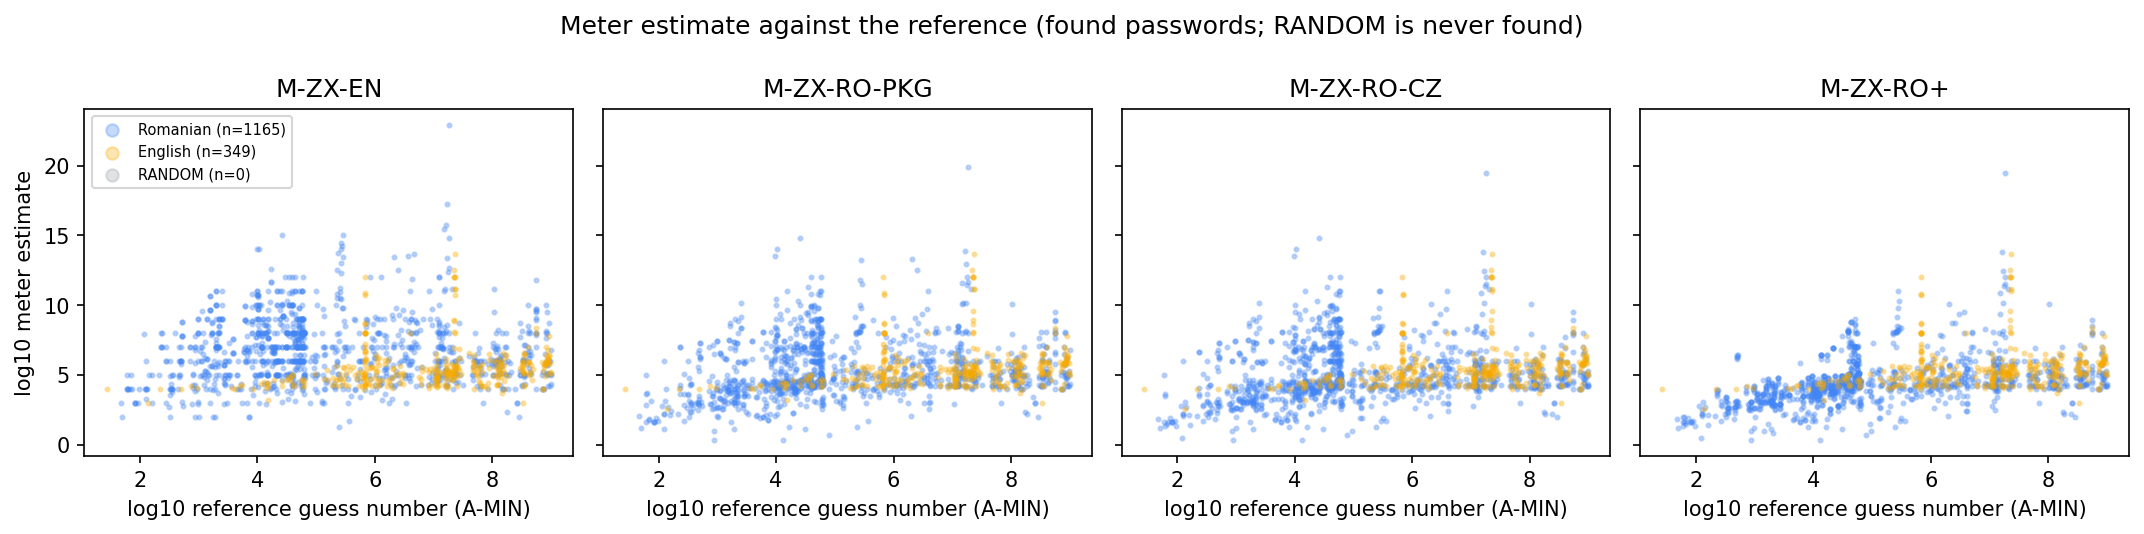 Meter estimate against the reference (found passwords; RANDOM is never found)
M-ZX-EN
M-ZX-RO-PKG
M-ZX-RO-CZ
M-ZX-RO+
Romanian (n=1165)
English (n=349)
RANDOM (n=0)
log10 meter estimate
20
15
10
5
0
2 4 6 8
2 4 6 8
2 4 6 8
2 4 6 8
log10 reference guess number (A-MIN)
log10 reference guess number (A-MIN)
log10 reference guess number (A-MIN)
log10 reference guess number (A-MIN)